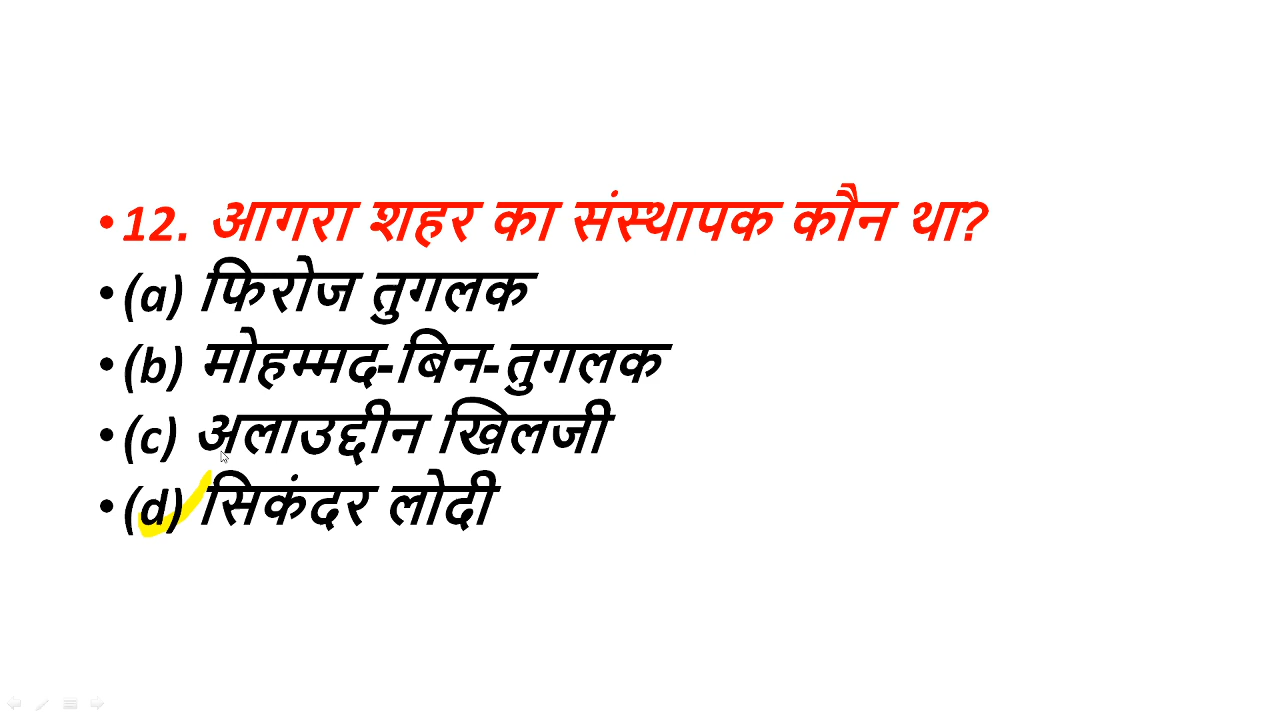 • 12. आगरा शहर का संस्थापक कौन था?
• (a) फिरोज तुगलक
• (b) मोहम्मद-बिन-तुगलक
• (c) अलाउद्दीन खिलजी
• (d) सिकंदर लोदी